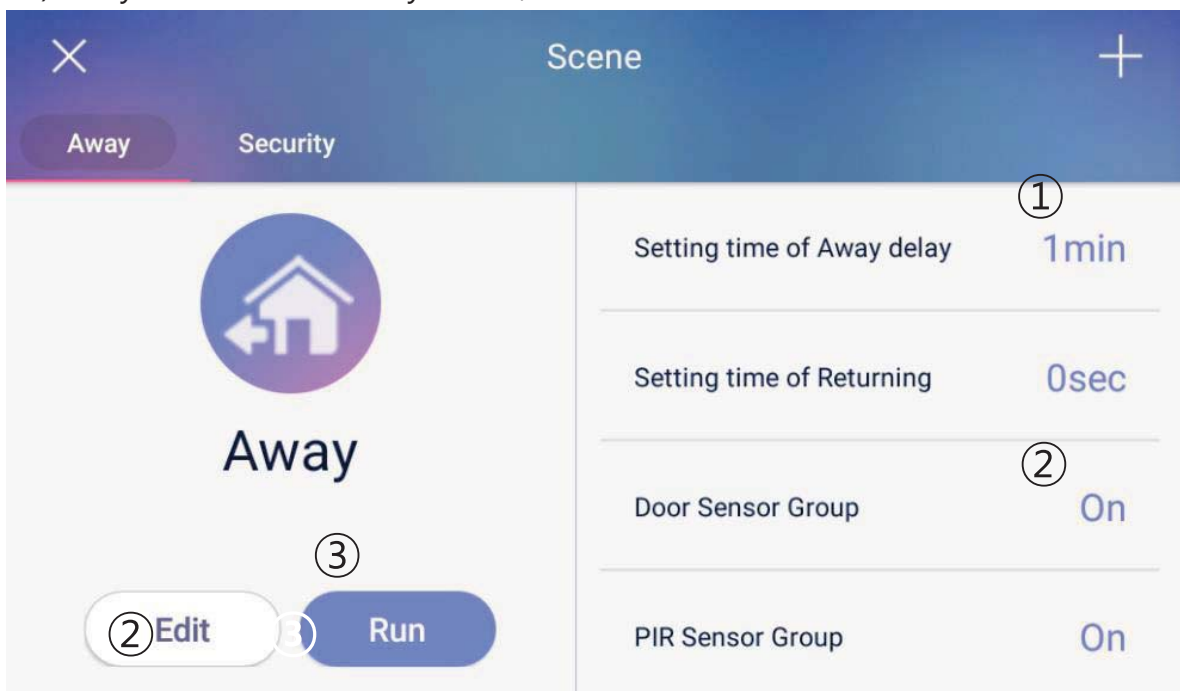 Scene
Away Security
①
Setting time of Away delay 1min
Setting time of Returning 0sec
Away
②
Door Sensor Group On
③
②Edit ③ Run
PIR Sensor Group On